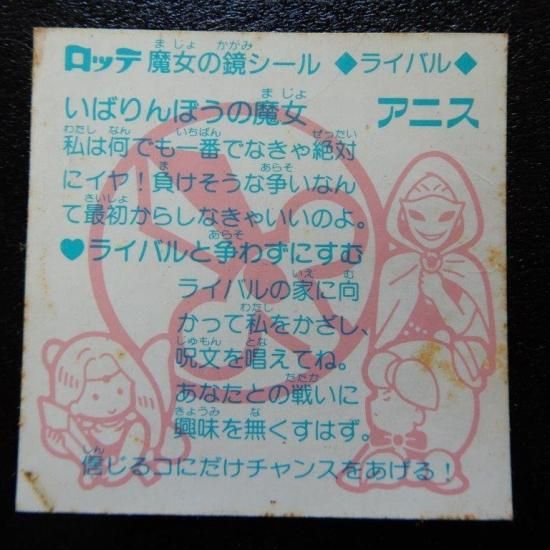 ロッテ 魔女の鏡シール ◆ライバル◆
いばりんぼうの魔女 アニス
私は何でも一番でなきゃ絶対
にイヤ！負けそうな争いなん
て最初からしなきゃいいのよ。
♥ライバルと争わずにすむ
ライバルの家に向
かって私をかざし、
呪文を唱えてね。
あなたとの戦いに
興味を無くすはず。
信じるコにだけチャンスをあげる！